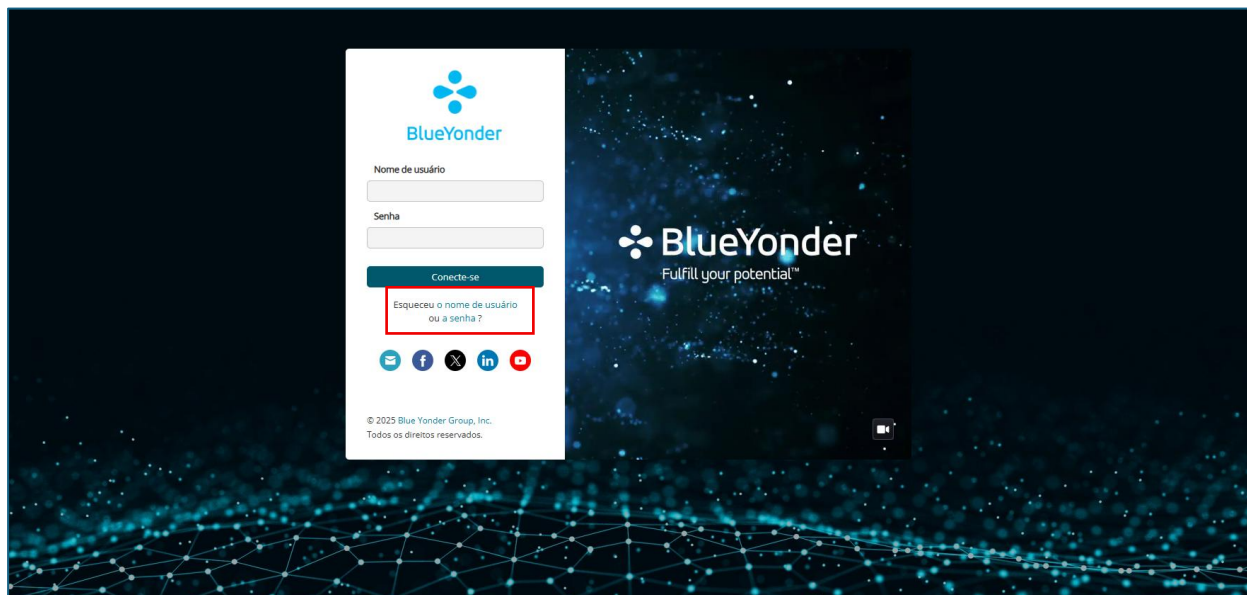 BlueYonder
Nome de usuário
Senha
Conecte-se
Esqueceu o nome de usuário
ou a senha ?
© 2025 Blue Yonder Group, Inc.
Todos os direitos reservados.
BlueYonder
Fulfill your potential™